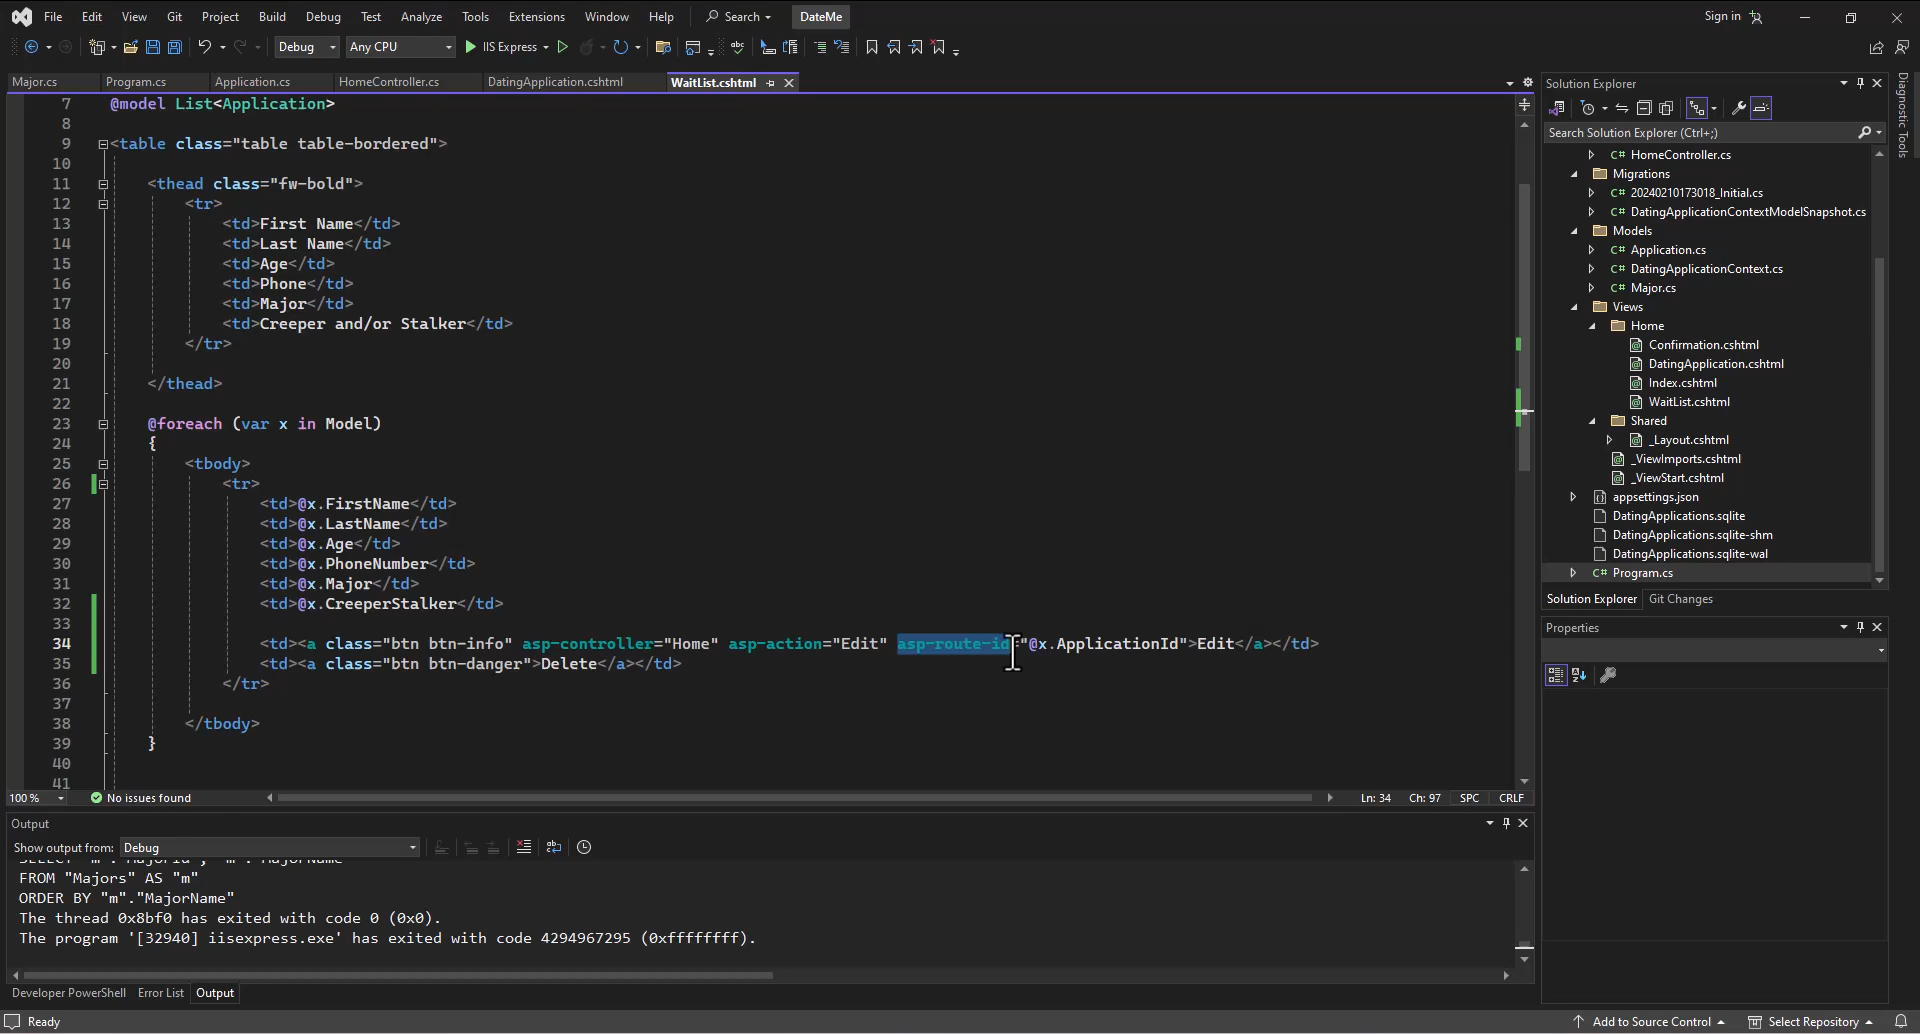 File Edit View Git Project Build Debug Test Analyze Tools Extensions Window Help Search DateMe Sign in
Debug Any CPU IIS Express
Major.cs Program.cs Application.cs HomeController.cs DatingApplication.cshtml WaitList.cshtml
7 @model List<Application>
8
9 <table class="table table-bordered">
10
11 <thead class="fw-bold">
12 <tr>
13 <td>First Name</td>
14 <td>Last Name</td>
15 <td>Age</td>
16 <td>Phone</td>
17 <td>Major</td>
18 <td>Creeper and/or Stalker</td>
19 </tr>
20
21 </thead>
22
23 @foreach (var x in Model)
24 {
25 <tbody>
26 <tr>
27 <td>@x.FirstName</td>
28 <td>@x.LastName</td>
29 <td>@x.Age</td>
30 <td>@x.PhoneNumber</td>
31 <td>@x.Major</td>
32 <td>@x.CreeperStalker</td>
33
34 <td><a class="btn btn-info" asp-controller="Home" asp-action="Edit" asp-route-id="@x.ApplicationId">Edit</a></td>
35 <td><a class="btn btn-danger">Delete</a></td>
36 </tr>
37
38 </tbody>
39 }
40
41
100 % No issues found Ln: 34 Ch: 97 SPC CRLF
Output
Show output from: Debug
FROM "Majors" AS "m"
ORDER BY "m"."MajorName"
The thread 0x8bf0 has exited with code 0 (0x0).
The program '[32940] iisexpress.exe' has exited with code 4294967295 (0xffffffff).
Developer PowerShell Error List Output
Solution Explorer
Search Solution Explorer (Ctrl+;)
C# HomeController.cs
Migrations
C# 20240210173018_Initial.cs
C# DatingApplicationContextModelSnapshot.cs
Models
C# Application.cs
C# DatingApplicationContext.cs
C# Major.cs
Views
Home
Confirmation.cshtml
DatingApplication.cshtml
Index.cshtml
WaitList.cshtml
Shared
_Layout.cshtml
_ViewImports.cshtml
_ViewStart.cshtml
appsettings.json
DatingApplications.sqlite
DatingApplications.sqlite-shm
DatingApplications.sqlite-wal
C# Program.cs
Solution Explorer Git Changes
Properties
Diagnostic Tools
Ready Add to Source Control Select Repository